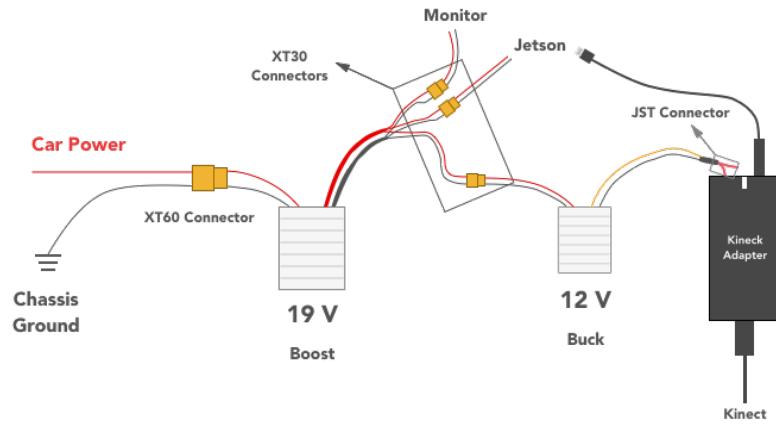 Monitor
XT30
Connectors
Jetson
JST Connector
Car Power
XT60 Connector
Kineck
Adapter
Chassis
Ground
19 V
Boost
12 V
Buck
Kinect